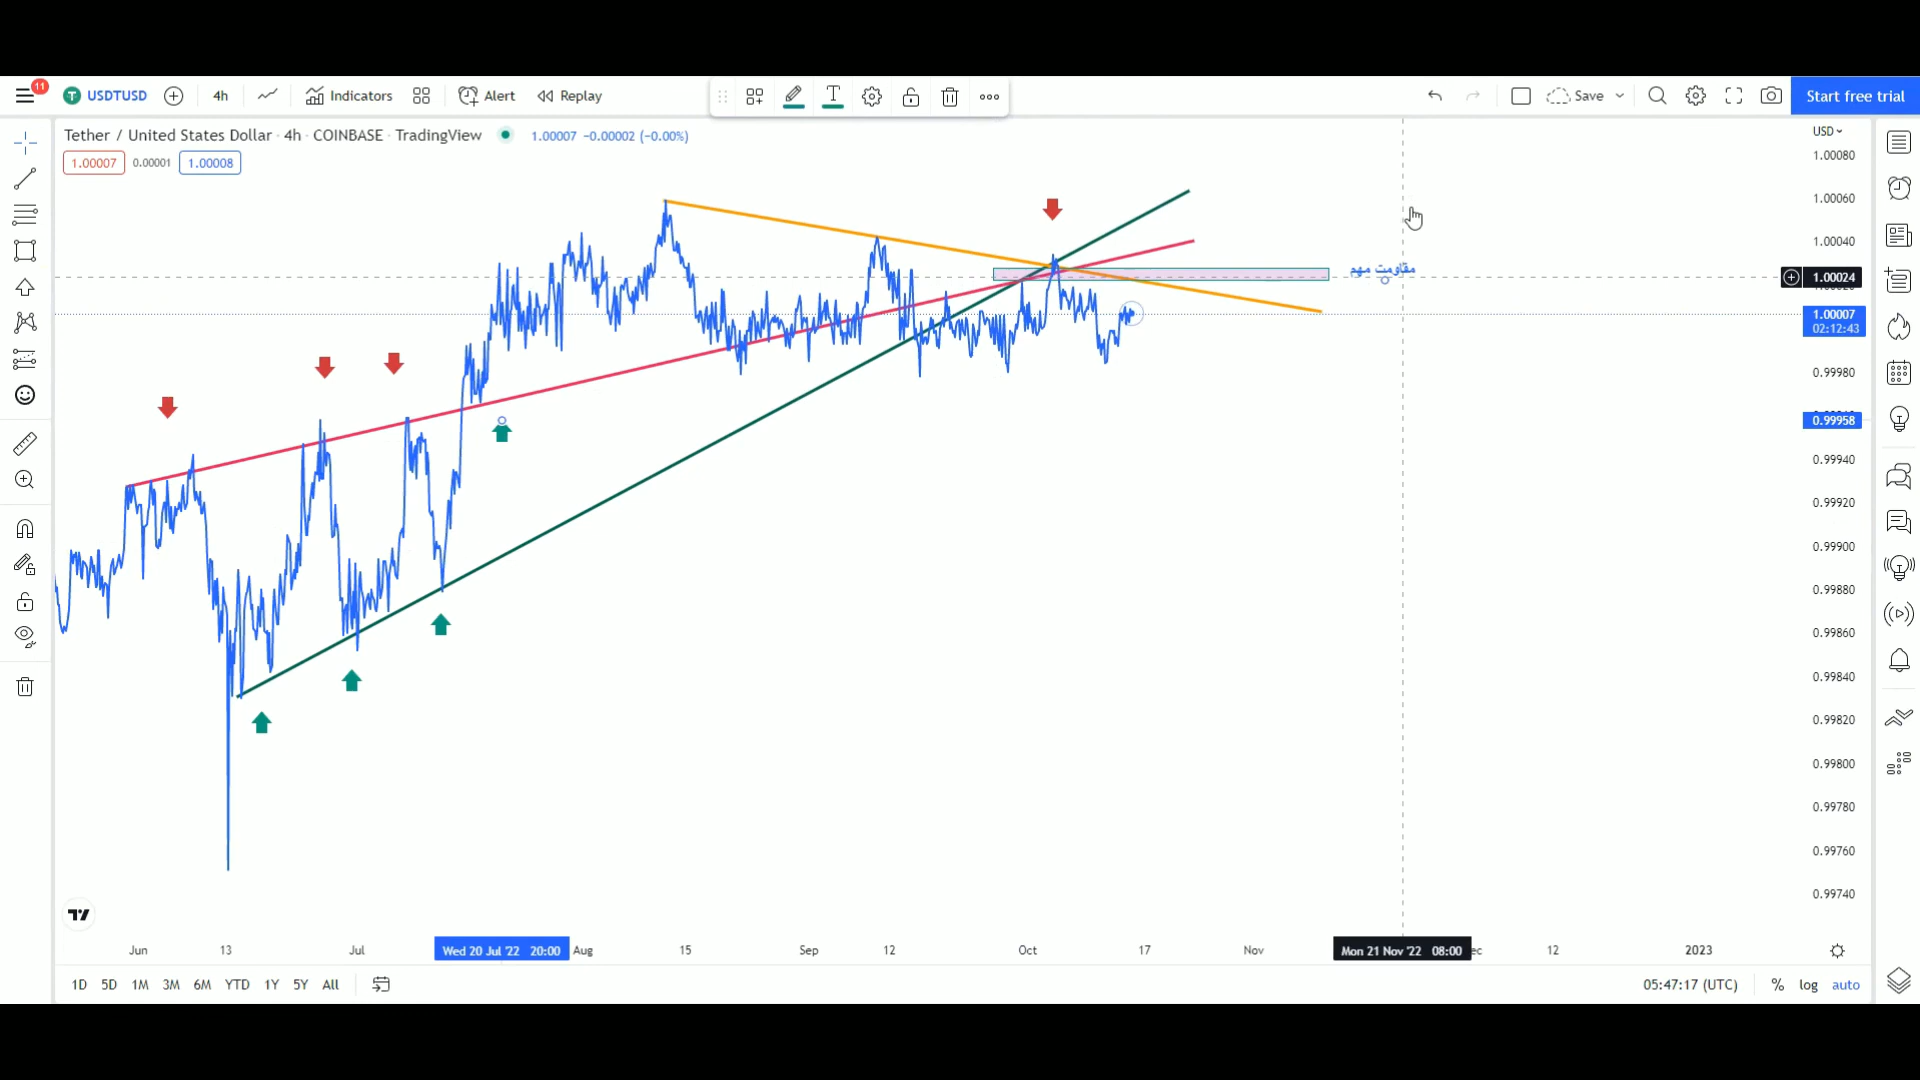 11
T USDTUSD 4h Indicators Alert Replay T Save Start free trial
Tether / United States Dollar · 4h · COINBASE · TradingView 1.00007 −0.00002 (−0.00%)
1.00007 0.00001 1.00008
USD
1.00080
1.00060
1.00040
مقاومت مهم
1.00024
1.00007
02:12:43
0.99980
0.99958
0.99940
0.99920
0.99900
0.99880
0.99860
0.99840
0.99820
0.99800
0.99780
0.99760
0.99740
Jun 13 Jul Wed 20 Jul '22 20:00 Aug 15 Sep 12 Oct 17 Nov Mon 21 Nov '22 08:00 ec 12 2023
1D 5D 1M 3M 6M YTD 1Y 5Y All 05:47:17 (UTC) % log auto